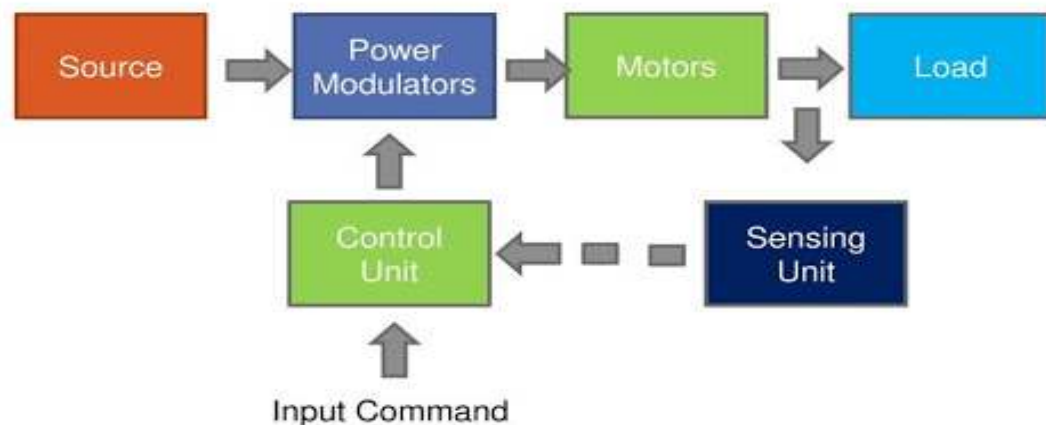 Source
Power
Modulators
Motors
Load
Control
Unit
Sensing
Unit
Input Command